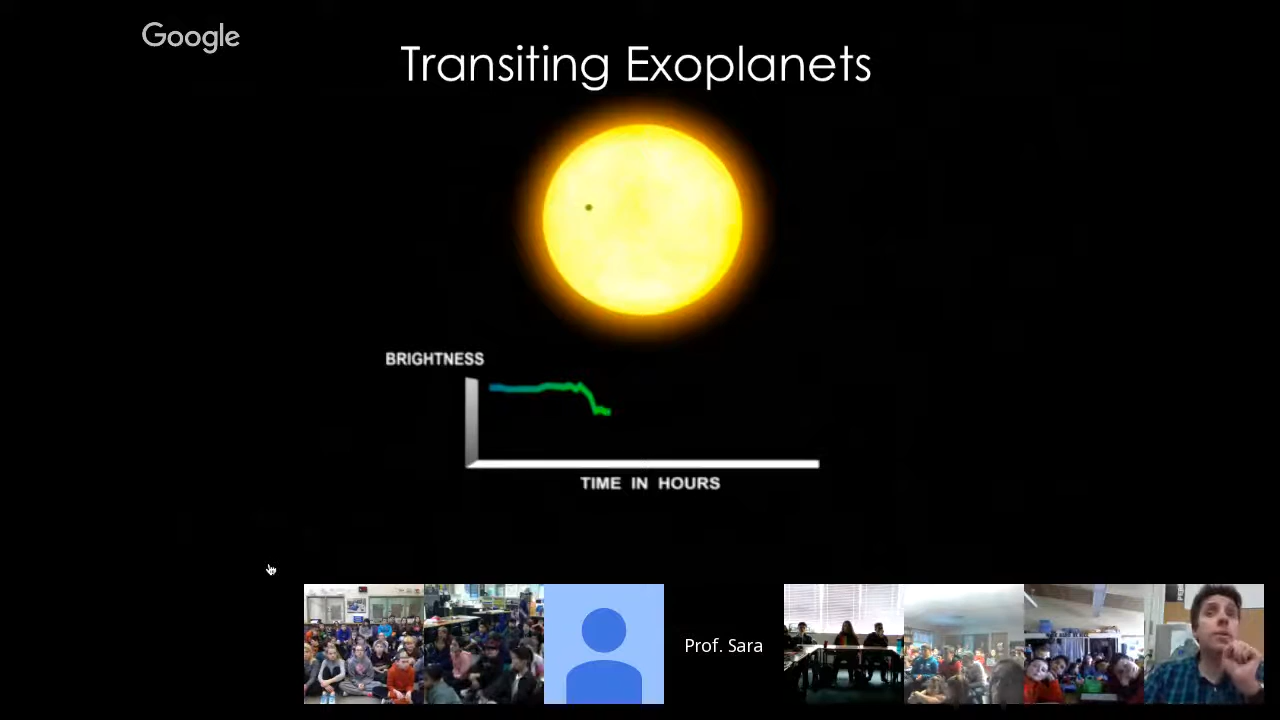 Google
Transiting Exoplanets
BRIGHTNESS
TIME IN HOURS
Prof. Sara